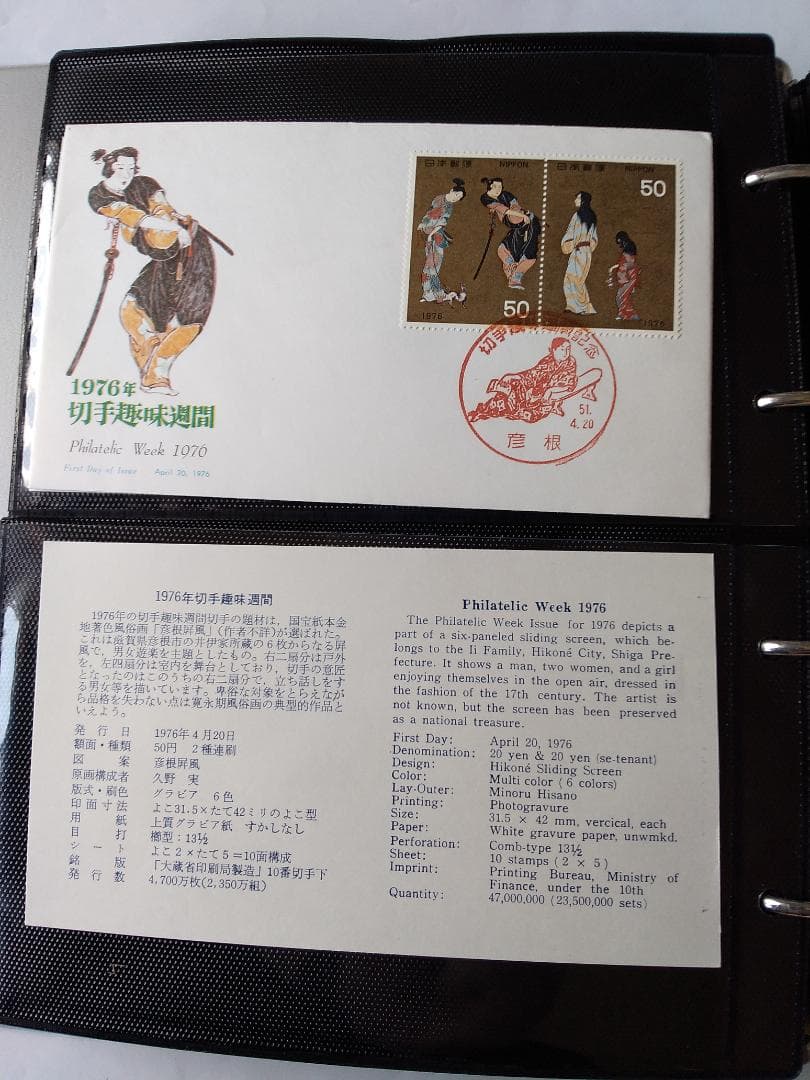 日本郵便 NIPPON
50
1976
日本郵便 NIPPON
50
1976
切手趣味週間記念
51.
4.20
彦根
1976年
切手趣味週間
Philatelic Week 1976
First Day of Issue April 20, 1976
1976年切手趣味週間
1976年の切手趣味週間切手の題材は，国宝紙本金
地著色風俗画「彦根屏風」(作者不詳)が選ばれた。
これは滋賀県彦根市の井伊家所蔵の6枚からなる屏
風で，男女遊楽を主題としたもの。右二扇分は戸外
を，左四扇分は室内を舞台としており，切手の意匠
となったのはこのうちの右二扇分で，立ち話しをす
る男女等を描いています。卑俗な対象をとらえなが
ら品格を失わない点は寛永期風俗画の典型的作品と
いえよう。
発行日 1976年4月20日
額面・種類 50円 2種連刷
図案 彦根屏風
原画構成者 久野 実
版式・刷色 グラビア 6色
印面寸法 よこ31.5×たて42ミリのよこ型
用紙 上質グラビア紙 すかしなし
目打 櫛型:13½
シート よこ2×たて5＝10面構成
銘版 「大蔵省印刷局製造」10番切手下
発行数 4,700万枚(2,350万組)
Philatelic Week 1976
The Philatelic Week Issue for 1976 depicts a
part of a six-paneled sliding screen, which be-
longs to the Ii Family, Hikoné City, Shiga Pre-
fecture. It shows a man, two women, and a girl
enjoying themselves in the open air, dressed in
the fashion of the 17th century. The artist is
not known, but the screen has been preserved
as a national treasure.
First Day: April 20, 1976
Denomination: 20 yen & 20 yen (se-tenant)
Design: Hikoné Sliding Screen
Color: Multi color (6 colors)
Lay-Outer: Minoru Hisano
Printing: Photogravure
Size: 31.5 × 42 mm, vercical, each
Paper: White gravure paper, unwmkd.
Perforation: Comb-type 13½
Sheet: 10 stamps (2 × 5)
Imprint: Printing Bureau, Ministry of
Finance, under the 10th
Quantity: 47,000,000 (23,500,000 sets)